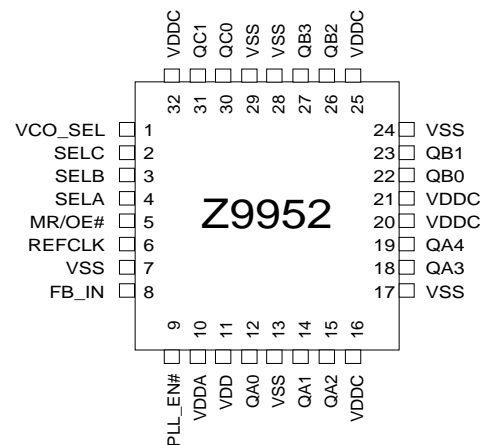 VDDC QC1 QC0 VSS VSS QB3 QB2 VDDC
32 31 30 29 28 27 26 25
VCO_SEL 1 24 VSS
SELC 2 23 QB1
SELB 3 22 QB0
SELA 4 21 VDDC
MR/OE# 5 20 VDDC
REFCLK 6 19 QA4
VSS 7 18 QA3
FB_IN 8 17 VSS
Z9952
9 10 11 12 13 14 15 16
PLL_EN# VDDA VDD QA0 VSS QA1 QA2 VDDC